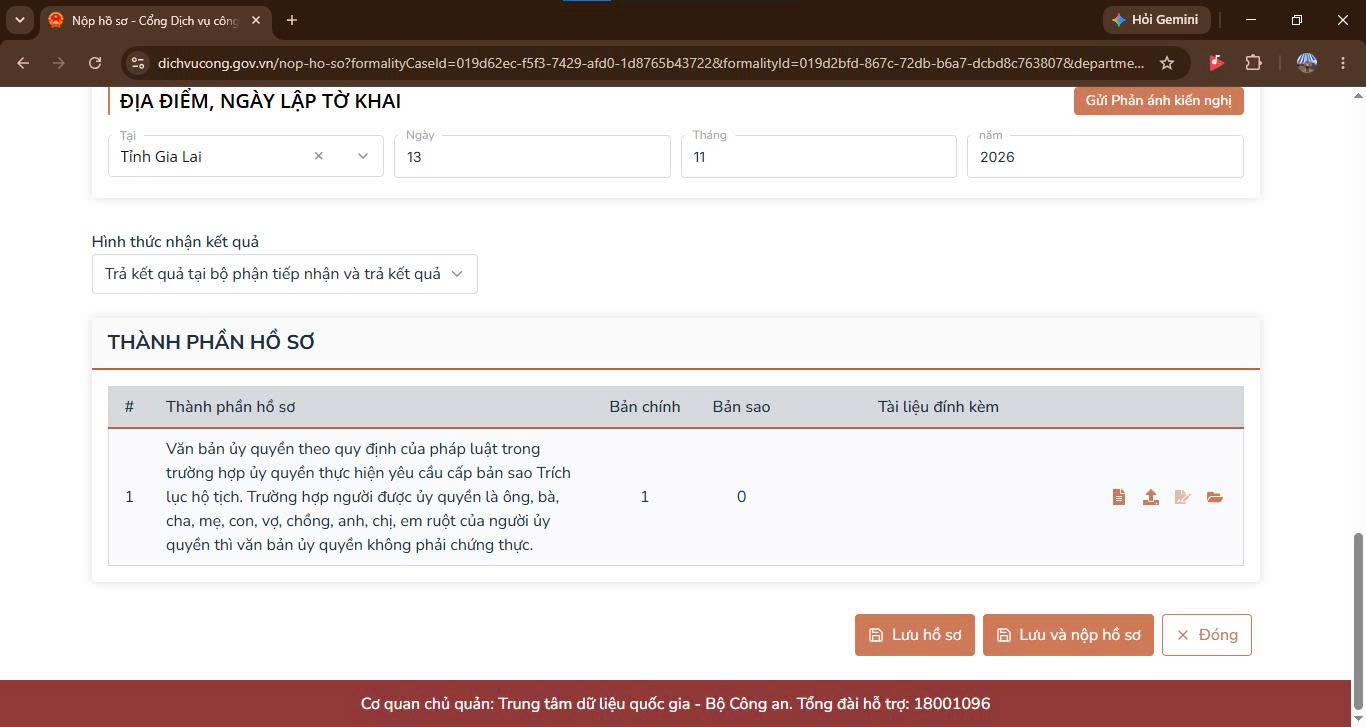 Nộp hồ sơ - Cổng Dịch vụ công
Hỏi Gemini
dichvucong.gov.vn/nop-ho-so?formalityCaseId=019d62ec-f5f3-7429-afd0-1d8765b43722&formalityId=019d2bfd-867c-72db-b6a7-dcbd8c763807&departme...
ĐỊA ĐIỂM, NGÀY LẬP TỜ KHAI
Gửi Phản ánh kiến nghị
Tại
Ngày
Tháng
năm
Tỉnh Gia Lai
13
11
2026
Hình thức nhận kết quả
Trả kết quả tại bộ phận tiếp nhận và trả kết quả
THÀNH PHẦN HỒ SƠ
# Thành phần hồ sơ Bản chính Bản sao Tài liệu đính kèm
Văn bản ủy quyền theo quy định của pháp luật trong
trường hợp ủy quyền thực hiện yêu cầu cấp bản sao Trích
1 lục hộ tịch. Trường hợp người được ủy quyền là ông, bà, 1 0
cha, mẹ, con, vợ, chồng, anh, chị, em ruột của người ủy
quyền thì văn bản ủy quyền không phải chứng thực.
Lưu hồ sơ
Lưu và nộp hồ sơ
Đóng
Cơ quan chủ quản: Trung tâm dữ liệu quốc gia - Bộ Công an. Tổng đài hỗ trợ: 18001096